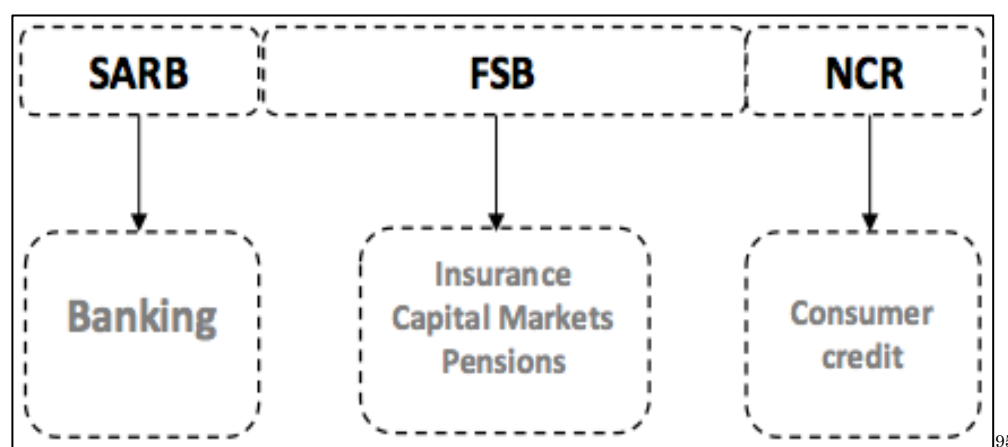 SARB FSB NCR
Banking
Insurance
Capital Markets
Pensions
Consumer
credit